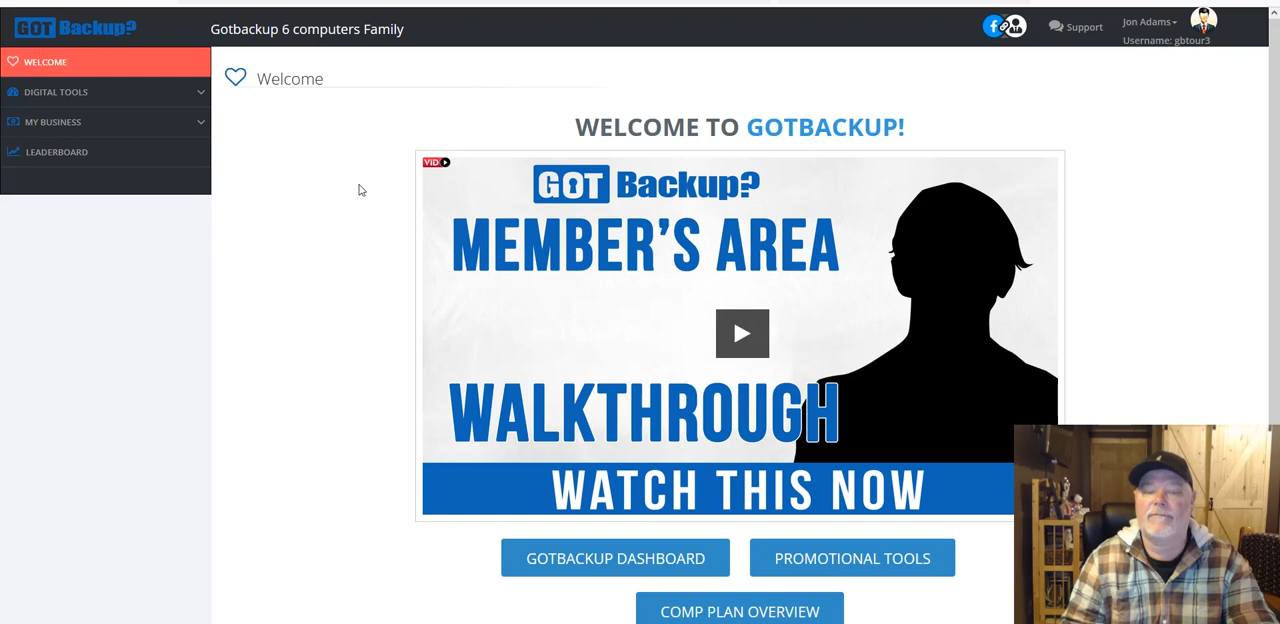 GOT Backup?
Gotbackup 6 computers Family
Support
Jon Adams
Username: gbtour3
WELCOME
DIGITAL TOOLS
MY BUSINESS
LEADERBOARD
Welcome
WELCOME TO GOTBACKUP!
VID
GOT Backup?
MEMBER'S AREA
WALKTHROUGH
WATCH THIS NOW
GOTBACKUP DASHBOARD
PROMOTIONAL TOOLS
COMP PLAN OVERVIEW